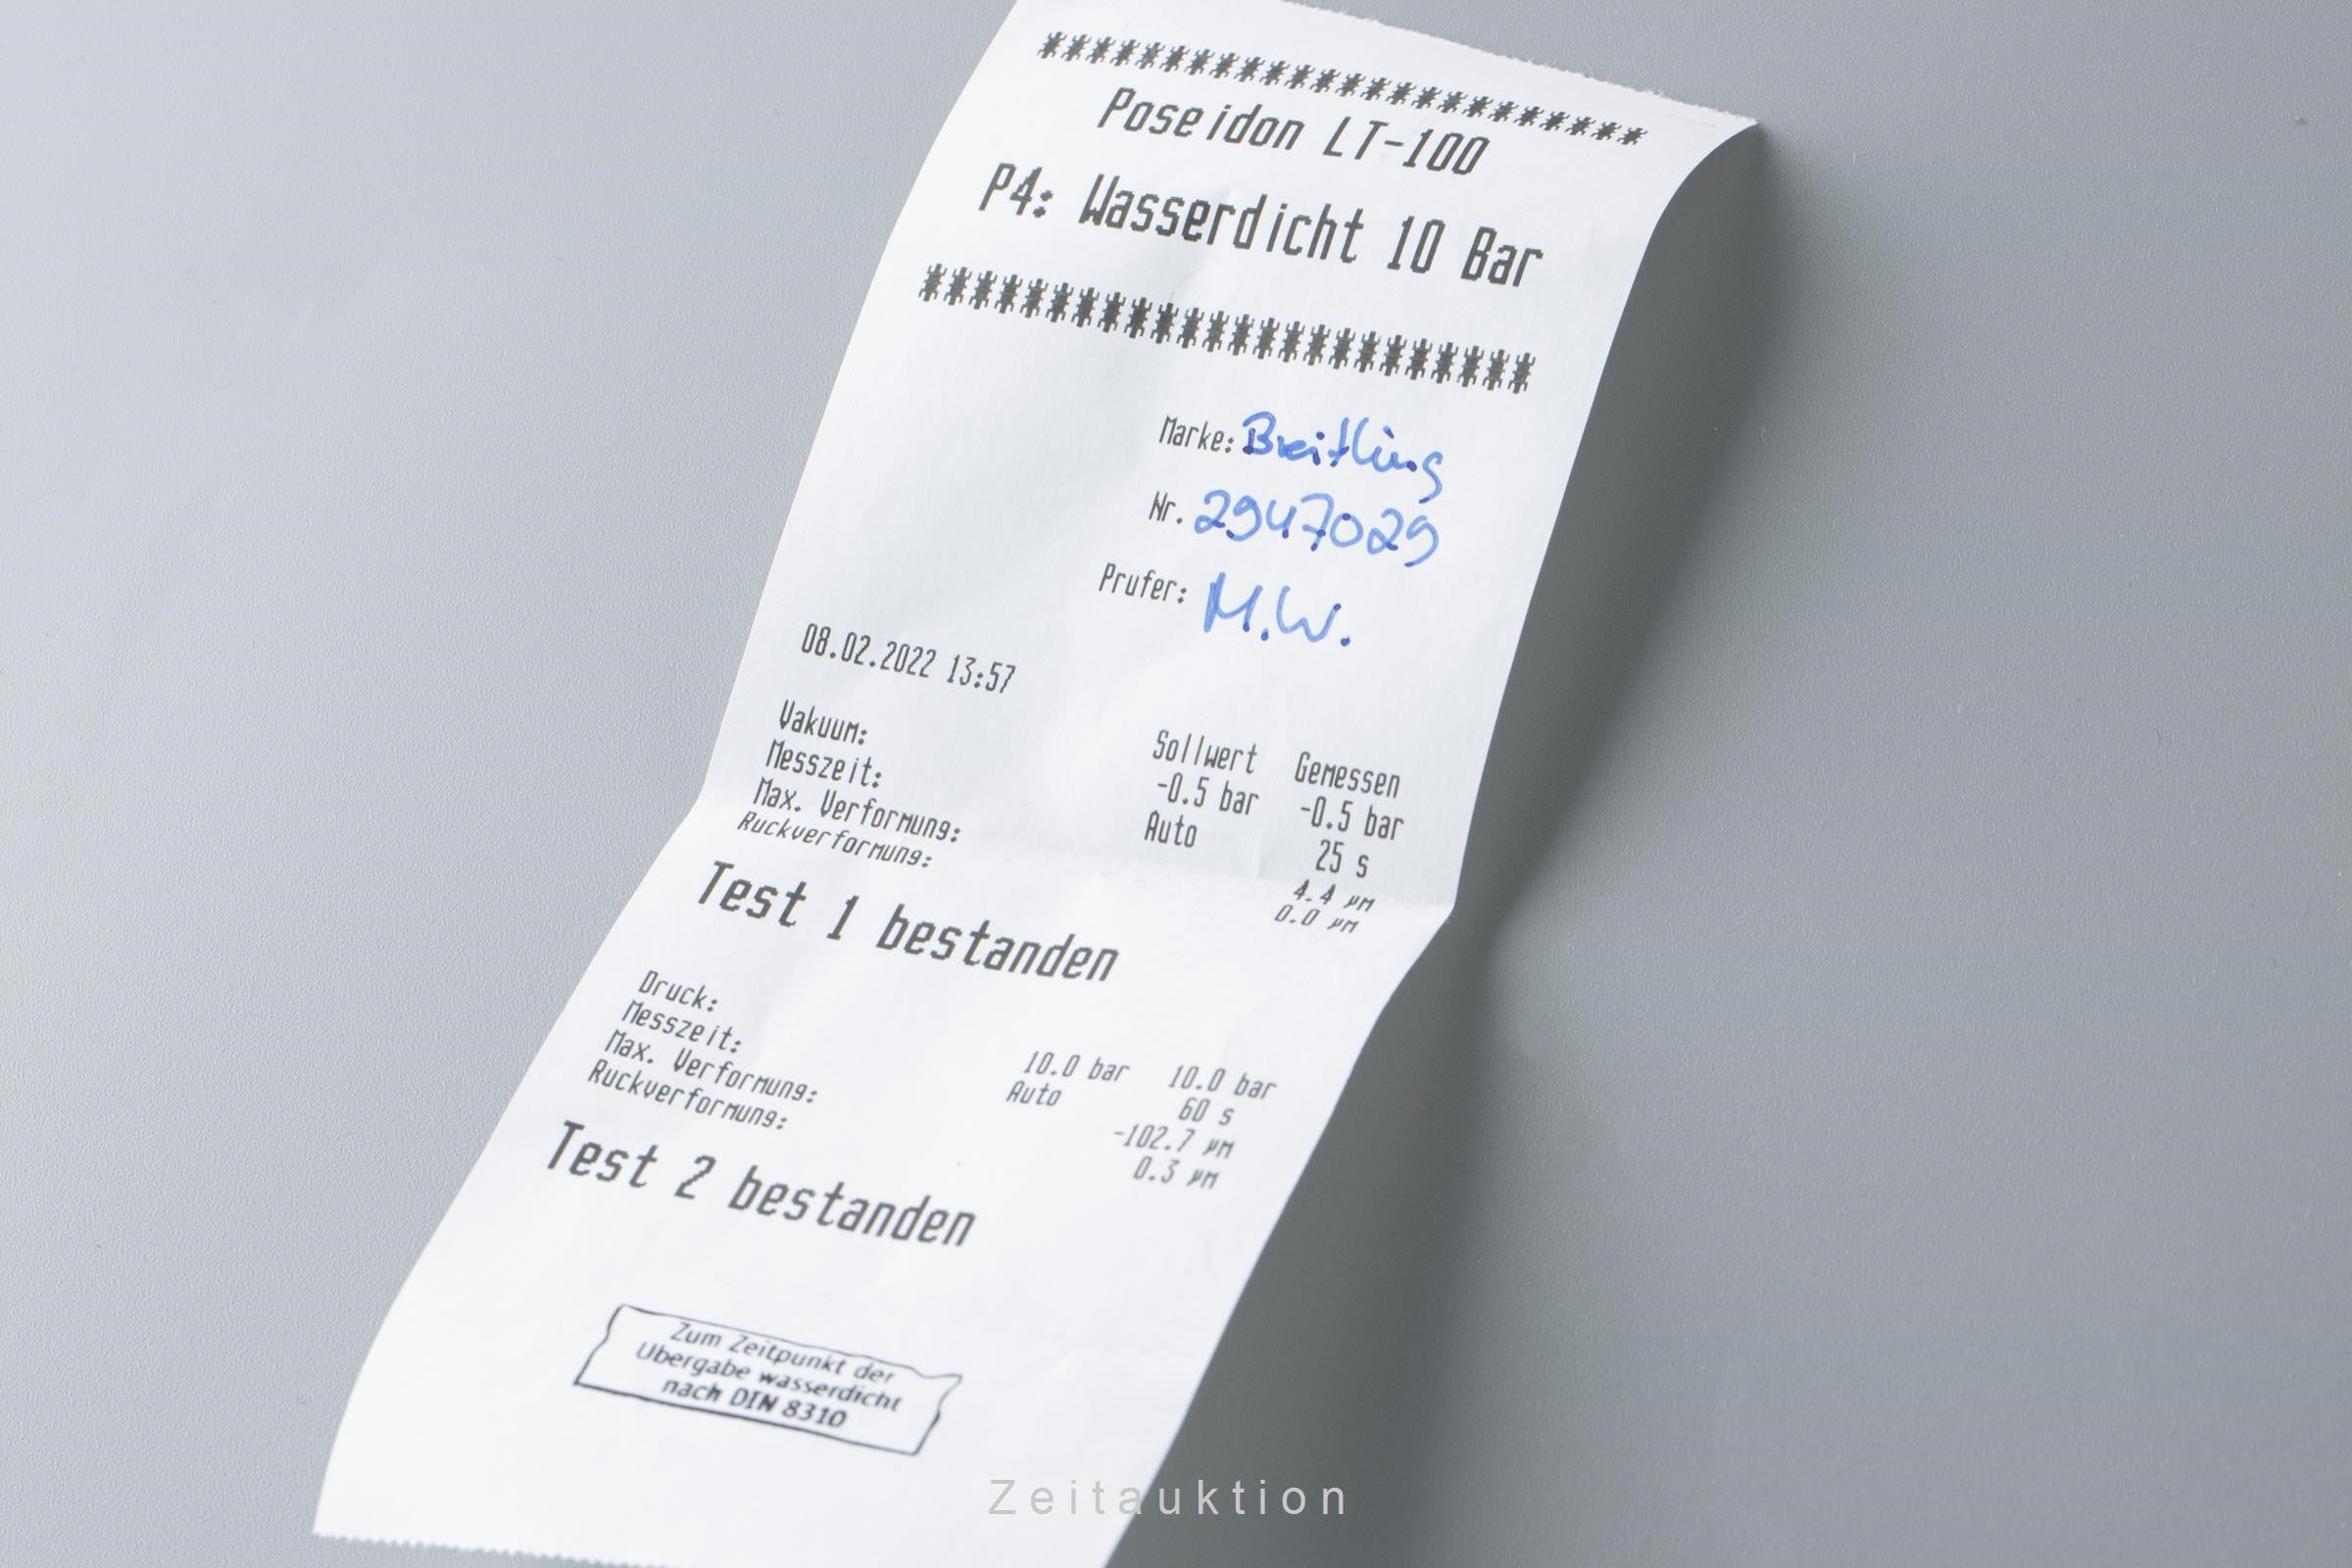 ************************
Poseidon LT-100
P4: Wasserdicht 10 Bar
************************
Marke: Breitling
Nr. 2947029
Prufer: M.W.
08.02.2022 13:57
Sollwert Gemessen
Vakuum: -0.5 bar -0.5 bar
Messzeit: Auto 25 s
Max. Verformung: 4.4 µm
Ruckverformung: 0.0 µm
Test 1 bestanden
Druck: 10.0 bar 10.0 bar
Messzeit: Auto 60 s
Max. Verformung: -102.7 µm
Ruckverformung: 0.3 µm
Test 2 bestanden
Zum Zeitpunkt der
Übergabe wasserdicht
nach DIN 8310
Zeitauktion